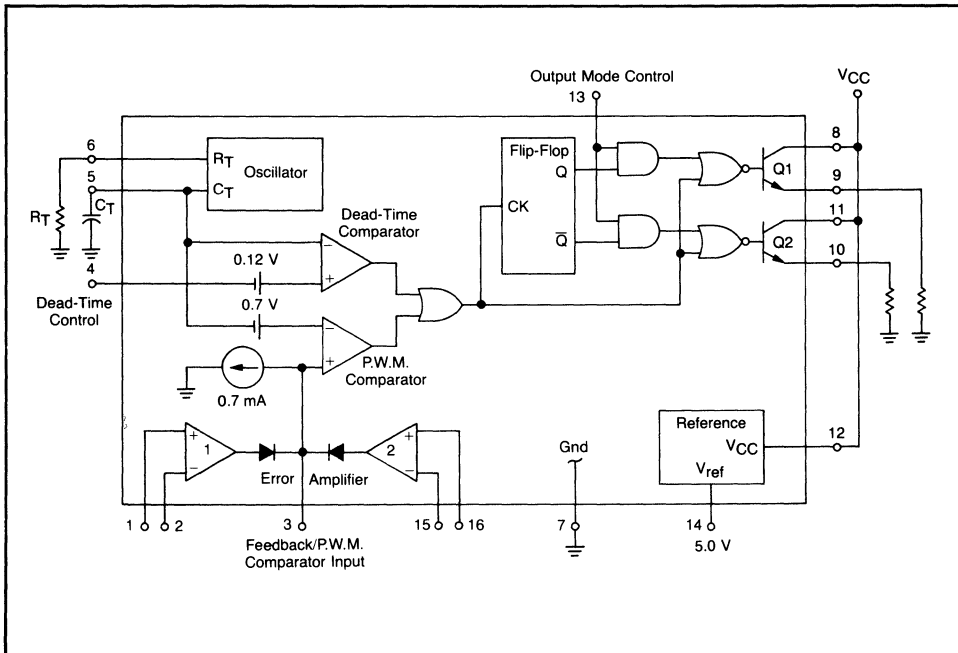 Output Mode Control
13
VCC
6
RT
Oscillator
5
CT
CT
RT
Flip-Flop
Q
CK
Q̅
8
Q1
9
11
Q2
10
Dead-Time
Comparator
−
+
4
0.12 V
Dead-Time
Control
0.7 V
−
+
P.W.M.
Comparator
0.7 mA
+
1
−
Error
Amplifier
+
2
−
Gnd
Reference
VCC
Vref
12
1
2
3
15
16
7
14
Feedback/P.W.M.
Comparator Input
5.0 V